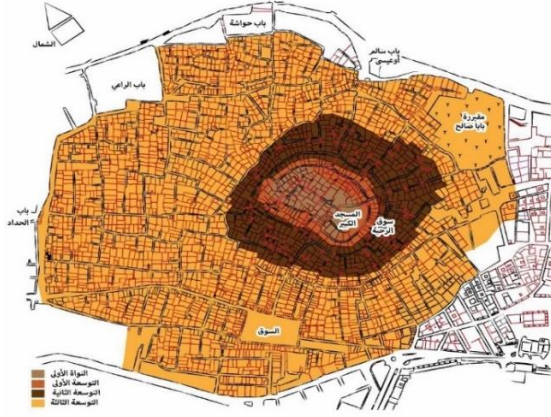 باب حواشة
الشمال
باب سالم
أوعيسى
باب الراعي
مقبرة
بابا صالح
المسجد
الكبير
سوق
الرحبة
باب
الحداد
السوق
النواة الأولى
التوسعة الأولى
التوسعة الثانية
التوسعة الثالثة